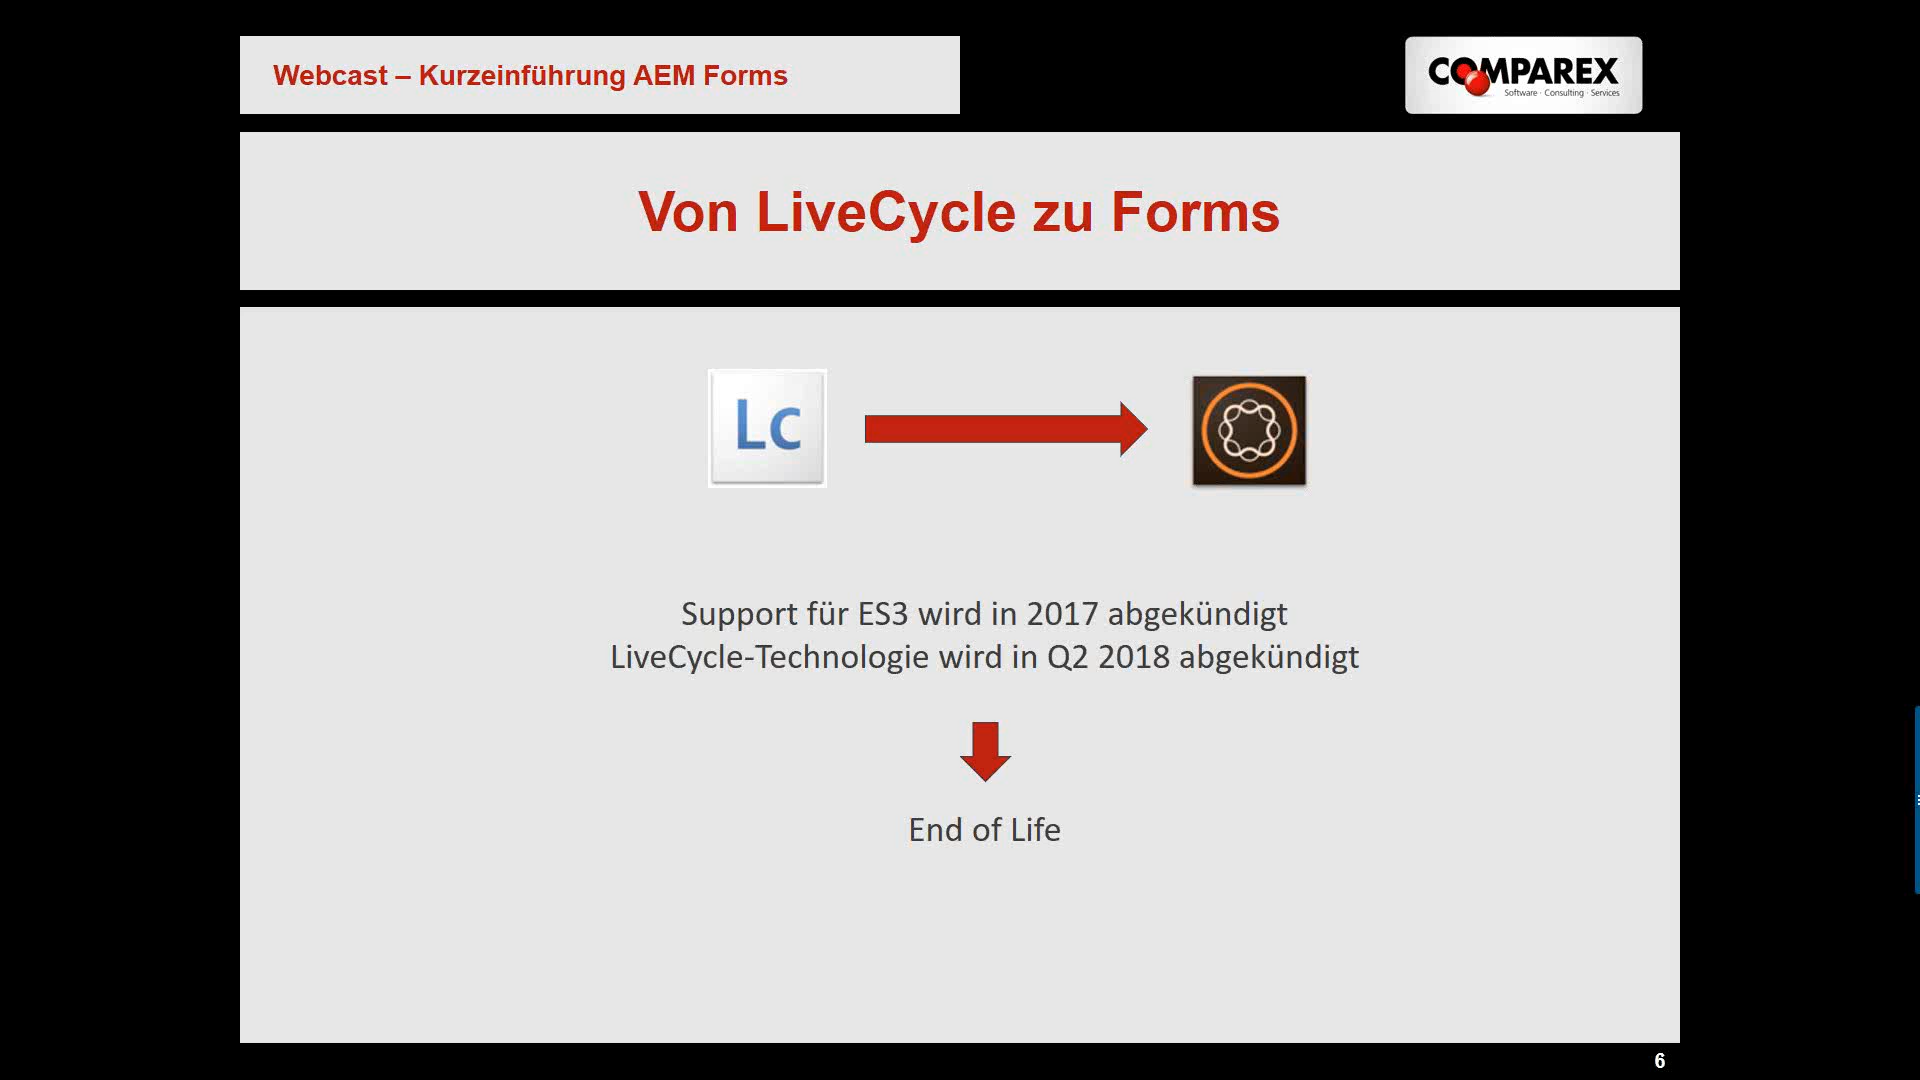 Webcast – Kurzeinführung AEM Forms
COMPAREX
Software · Consulting · Services
Von LiveCycle zu Forms
Lc
Support für ES3 wird in 2017 abgekündigt
LiveCycle-Technologie wird in Q2 2018 abgekündigt
End of Life
6